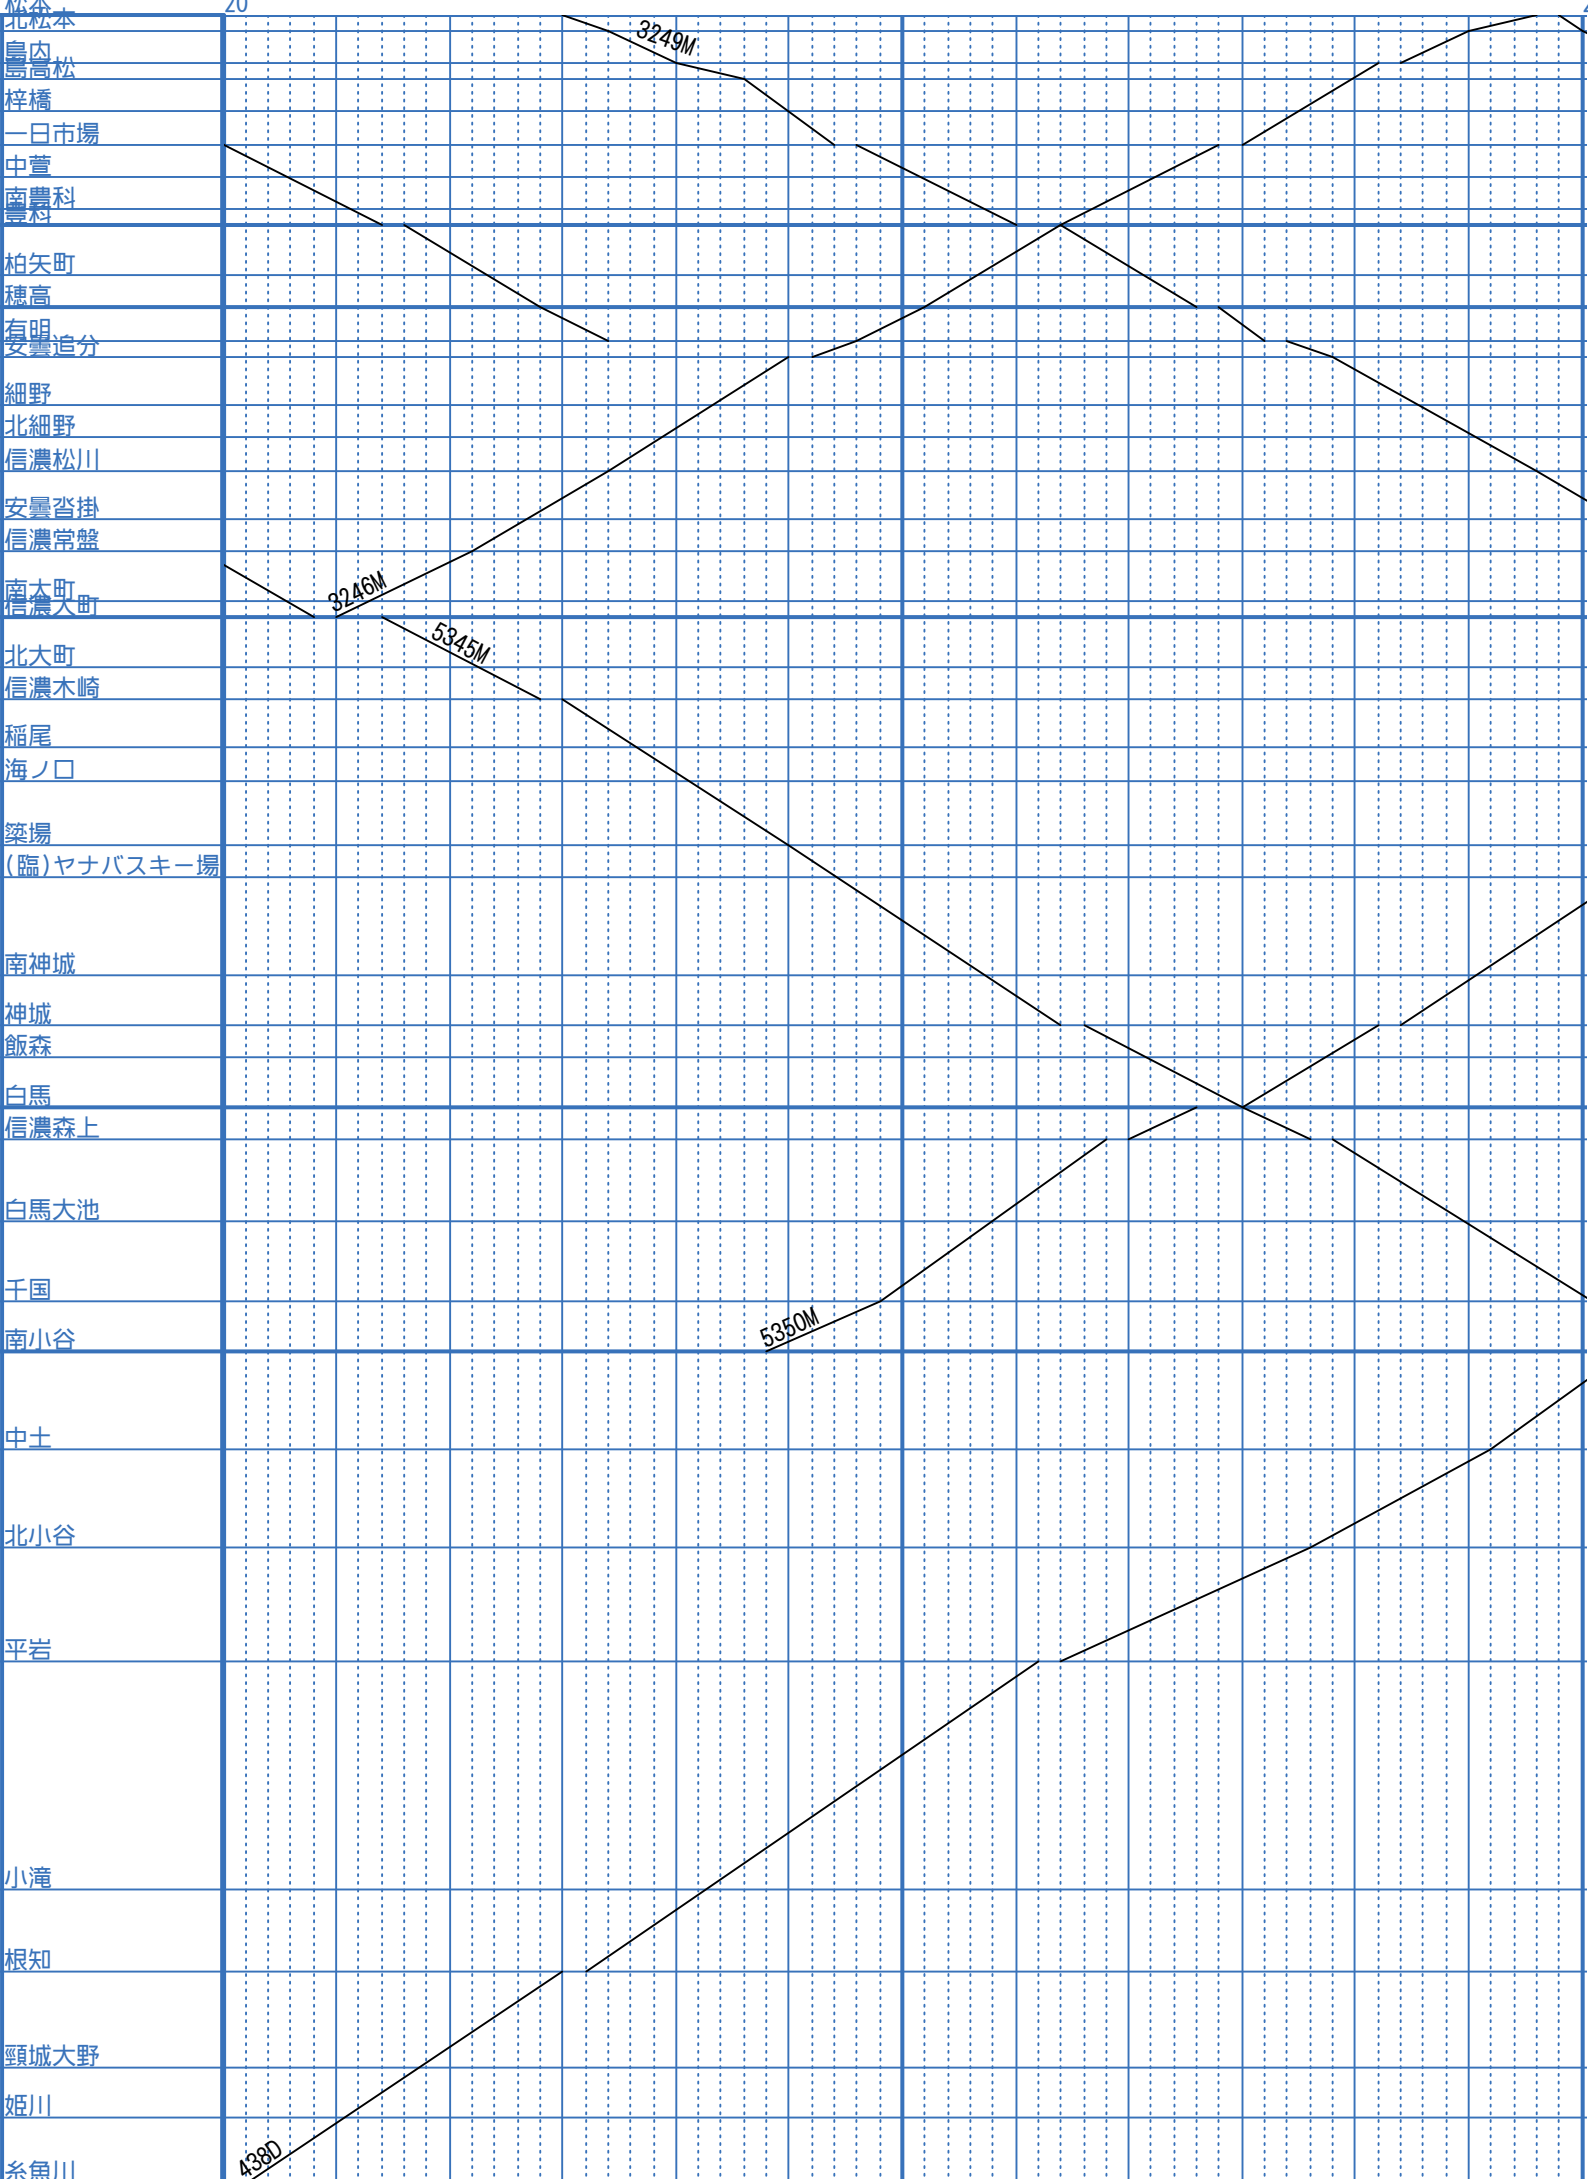 松本
20
北松本
3249M
島内
島高松
梓橋
一日市場
中萱
南豊科
豊科
柏矢町
穂高
有明
安曇追分
細野
北細野
信濃松川
安曇沓掛
信濃常盤
南大町
3246M
信濃大町
5345M
北大町
信濃木崎
稲尾
海ノ口
簗場
(臨)ヤナバスキー場
南神城
神城
飯森
白馬
信濃森上
白馬大池
千国
5350M
南小谷
中土
北小谷
平岩
小滝
根知
頸城大野
姫川
438D
糸魚川